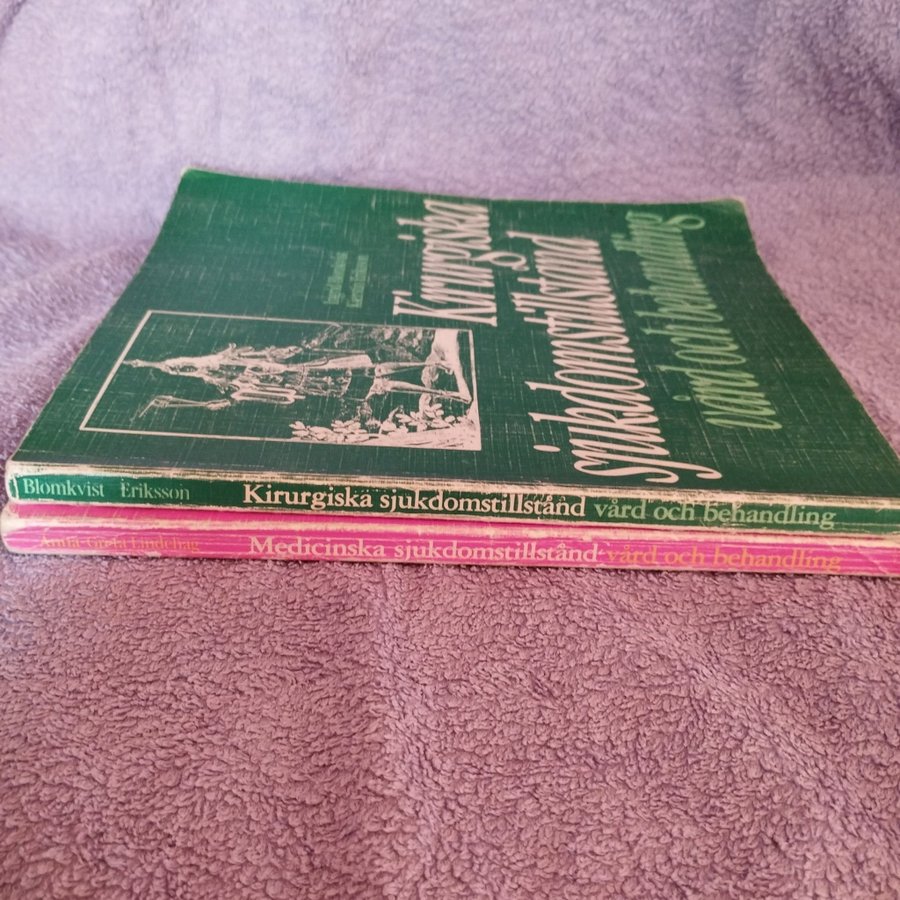 Kirurgiska
sjukdomstillstånd
vård och behandling
Blomkvist Eriksson Kirurgiska sjukdomstillstånd vård och behandling
Medicinska sjukdomstillstånd vård och behandling